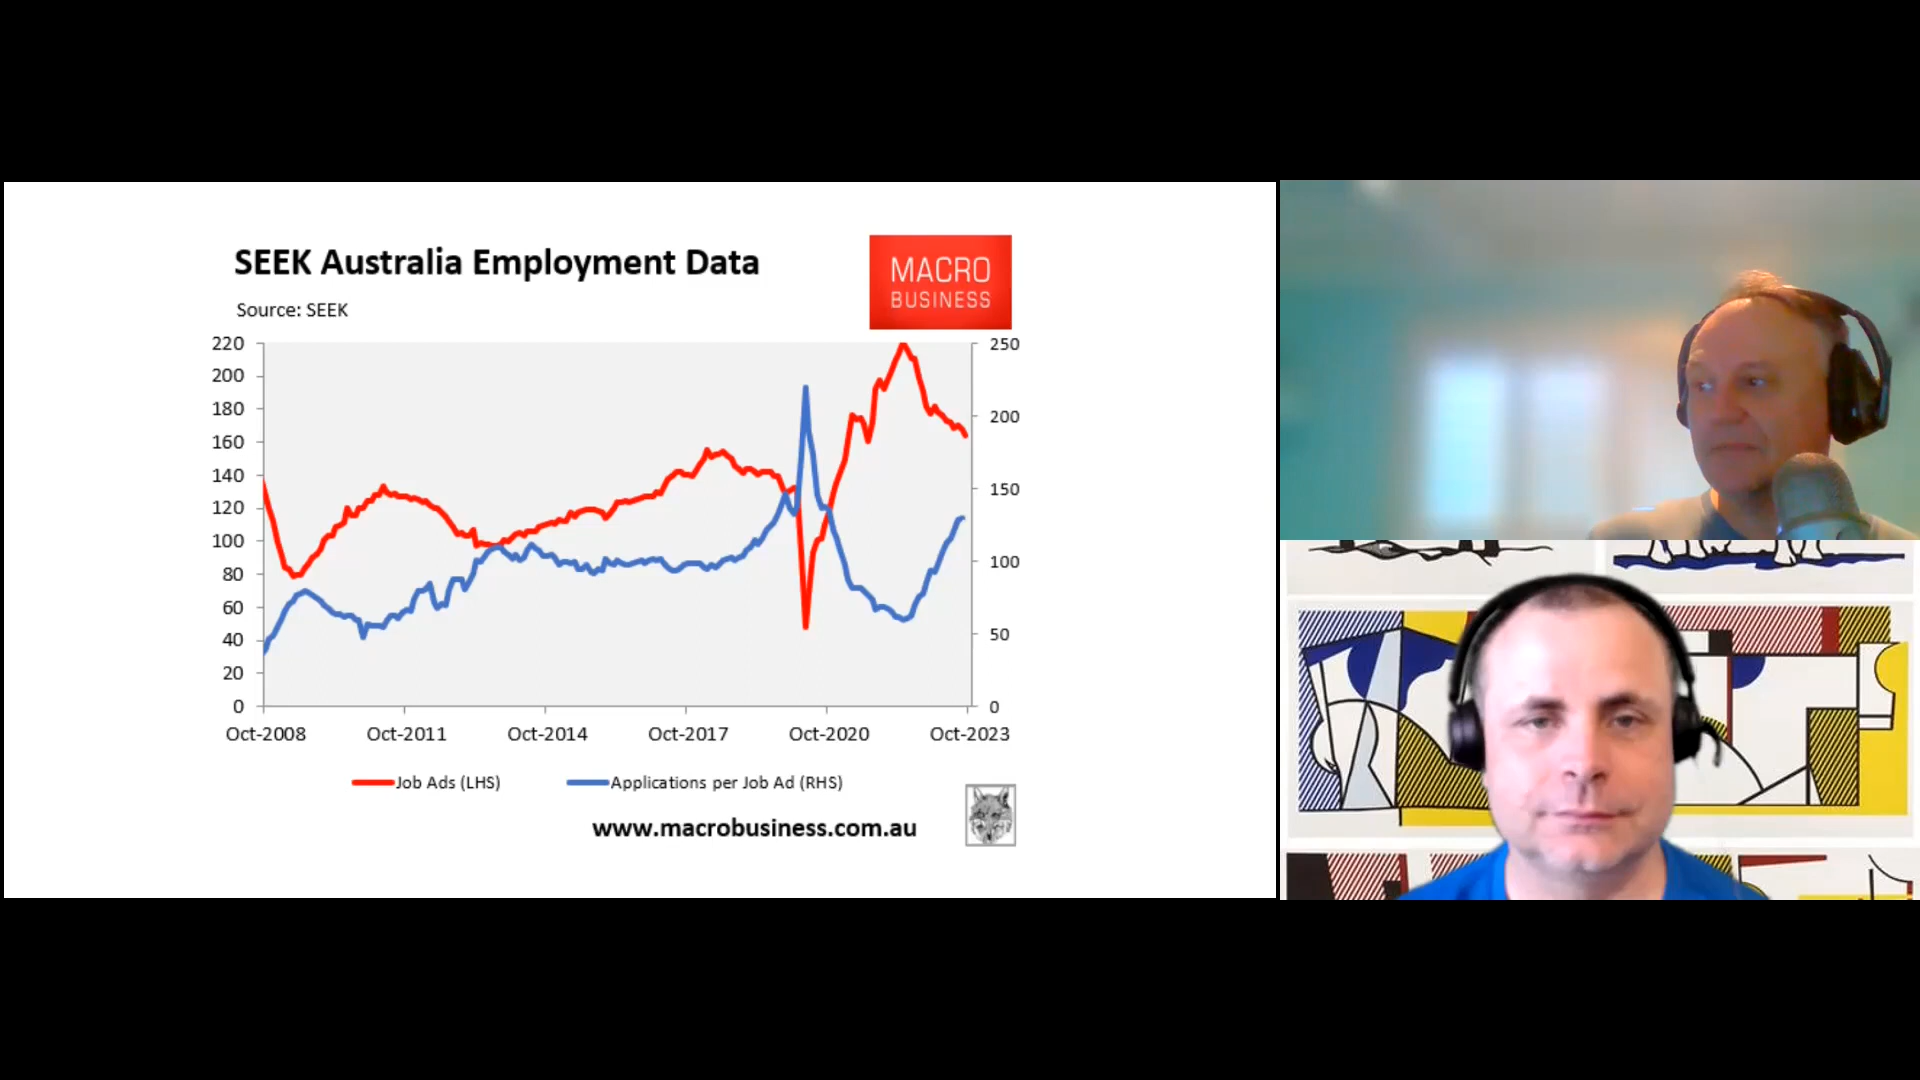 SEEK Australia Employment Data
MACRO
BUSINESS
Source: SEEK
220
200
180
160
140
120
100
80
60
40
20
0
250
200
150
100
50
0
Oct-2008 Oct-2011 Oct-2014 Oct-2017 Oct-2020 Oct-2023
Job Ads (LHS) Applications per Job Ad (RHS)
www.macrobusiness.com.au